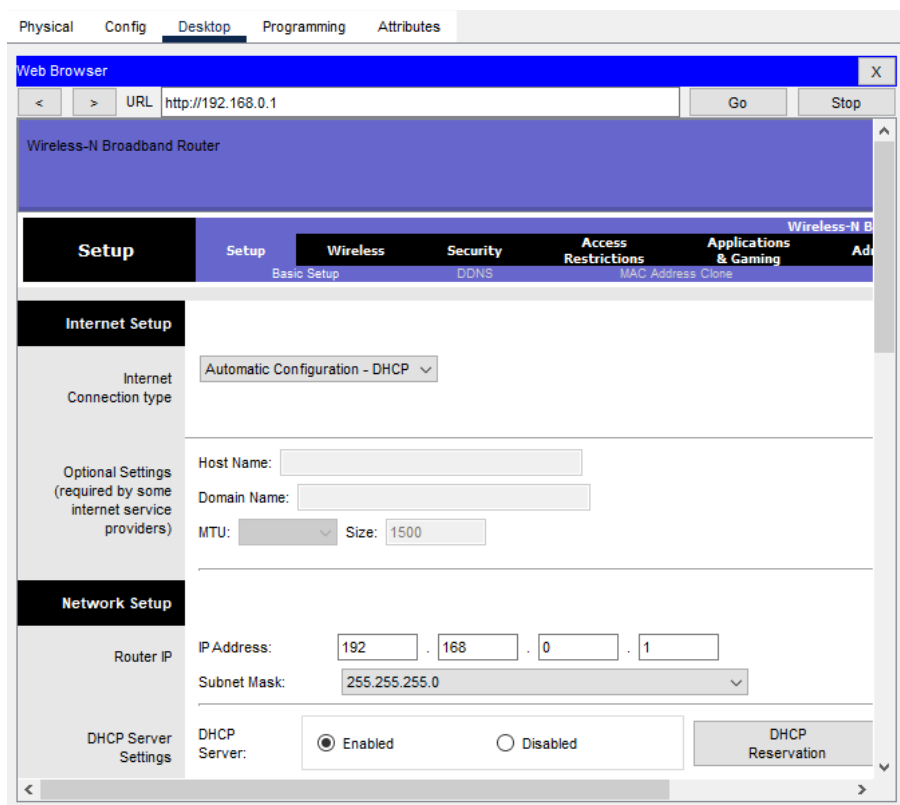 Physical Config Desktop Programming Attributes
Web Browser X
< > URL http://192.168.0.1 Go Stop
Wireless-N Broadband Router
Wireless-N B
Setup Setup Wireless Security Access Restrictions Applications & Gaming Ad
Basic Setup DDNS MAC Address Clone
Internet Setup
Internet Connection type Automatic Configuration - DHCP
Optional Settings (required by some internet service providers)
Host Name:
Domain Name:
MTU: Size: 1500
Network Setup
Router IP
IP Address: 192 . 168 . 0 . 1
Subnet Mask: 255.255.255.0
DHCP Server Settings
DHCP Server: Enabled Disabled DHCP Reservation
< >